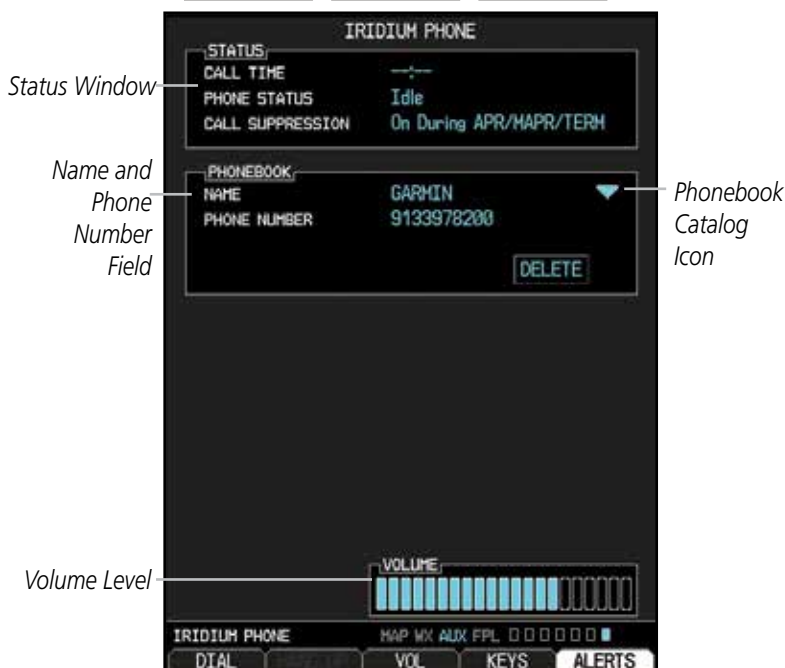 IRIDIUM PHONE
STATUS
Status Window
CALL TIME --:--
PHONE STATUS Idle
CALL SUPPRESSION On During APR/MAPR/TERM
Name and
Phone
Number
Field
PHONEBOOK
NAME GARMIN
PHONE NUMBER 9133978200
DELETE
Phonebook
Catalog
Icon
Volume Level
VOLUME
IRIDIUM PHONE MAP WX AUX FPL
DIAL VOL KEYS ALERTS